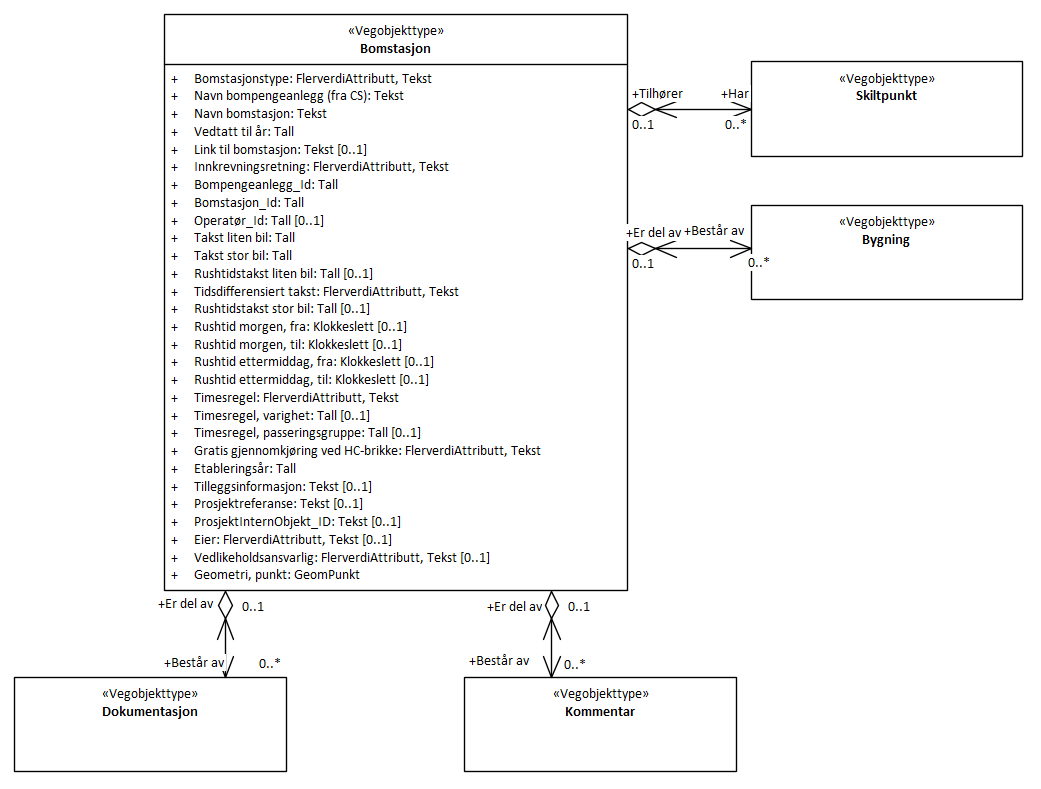 «Vegobjekttype»
Bomstasjon
+ Bomstasjonstype: FlerverdiAttributt, Tekst
+ Navn bompengeanlegg (fra CS): Tekst
+ Navn bomstasjon: Tekst
+ Vedtatt til år: Tall
+ Link til bomstasjon: Tekst [0..1]
+ Innkrevningsretning: FlerverdiAttributt, Tekst
+ Bompengeanlegg_Id: Tall
+ Bomstasjon_Id: Tall
+ Operatør_Id: Tall [0..1]
+ Takst liten bil: Tall
+ Takst stor bil: Tall
+ Rushtidstakst liten bil: Tall [0..1]
+ Tidsdifferensiert takst: FlerverdiAttributt, Tekst
+ Rushtidstakst stor bil: Tall [0..1]
+ Rushtid morgen, fra: Klokkeslett [0..1]
+ Rushtid morgen, til: Klokkeslett [0..1]
+ Rushtid ettermiddag, fra: Klokkeslett [0..1]
+ Rushtid ettermiddag, til: Klokkeslett [0..1]
+ Timesregel: FlerverdiAttributt, Tekst
+ Timesregel, varighet: Tall [0..1]
+ Timesregel, passeringsgruppe: Tall [0..1]
+ Gratis gjennomkjøring ved HC-brikke: FlerverdiAttributt, Tekst
+ Etableringsår: Tall
+ Tilleggsinformasjon: Tekst [0..1]
+ Prosjektreferanse: Tekst [0..1]
+ ProsjektInternObjekt_ID: Tekst [0..1]
+ Eier: FlerverdiAttributt, Tekst [0..1]
+ Vedlikeholdsansvarlig: FlerverdiAttributt, Tekst [0..1]
+ Geometri, punkt: GeomPunkt
+Tilhører +Har
0..1 0..*
«Vegobjekttype»
Skiltpunkt
+Er del av +Består av
0..1 0..*
«Vegobjekttype»
Bygning
+Er del av 0..1
+Består av 0..*
«Vegobjekttype»
Dokumentasjon
+Er del av 0..1
+Består av 0..*
«Vegobjekttype»
Kommentar